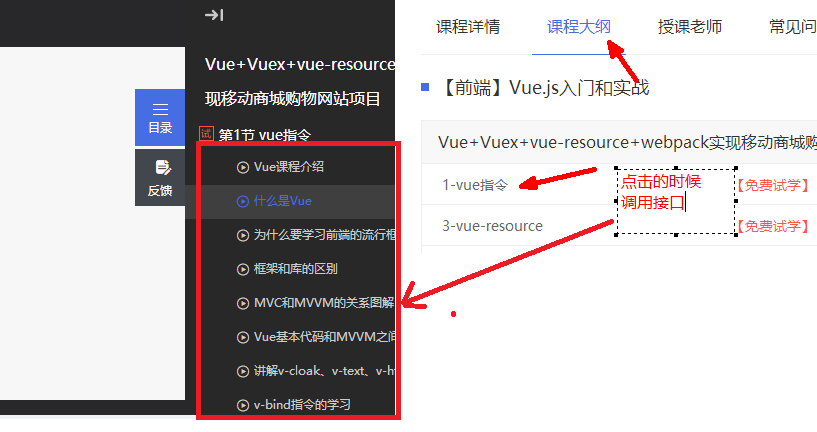 目录
反馈
Vue+Vuex+vue-resource
现移动商城购物网站项目
试 第1节 vue指令
Vue课程介绍
什么是Vue
为什么要学习前端的流行框
框架和库的区别
MVC和MVVM的关系图解
Vue基本代码和MVVM之间
讲解v-cloak、v-text、v-ht
v-bind指令的学习
课程详情 课程大纲 授课老师 常见问
【前端】Vue.js入门和实战
Vue+Vuex+vue-resource+webpack实现移动商城购
1-vue指令 【免费试学】
点击的时候
调用接口
3-vue-resource 【免费试学】